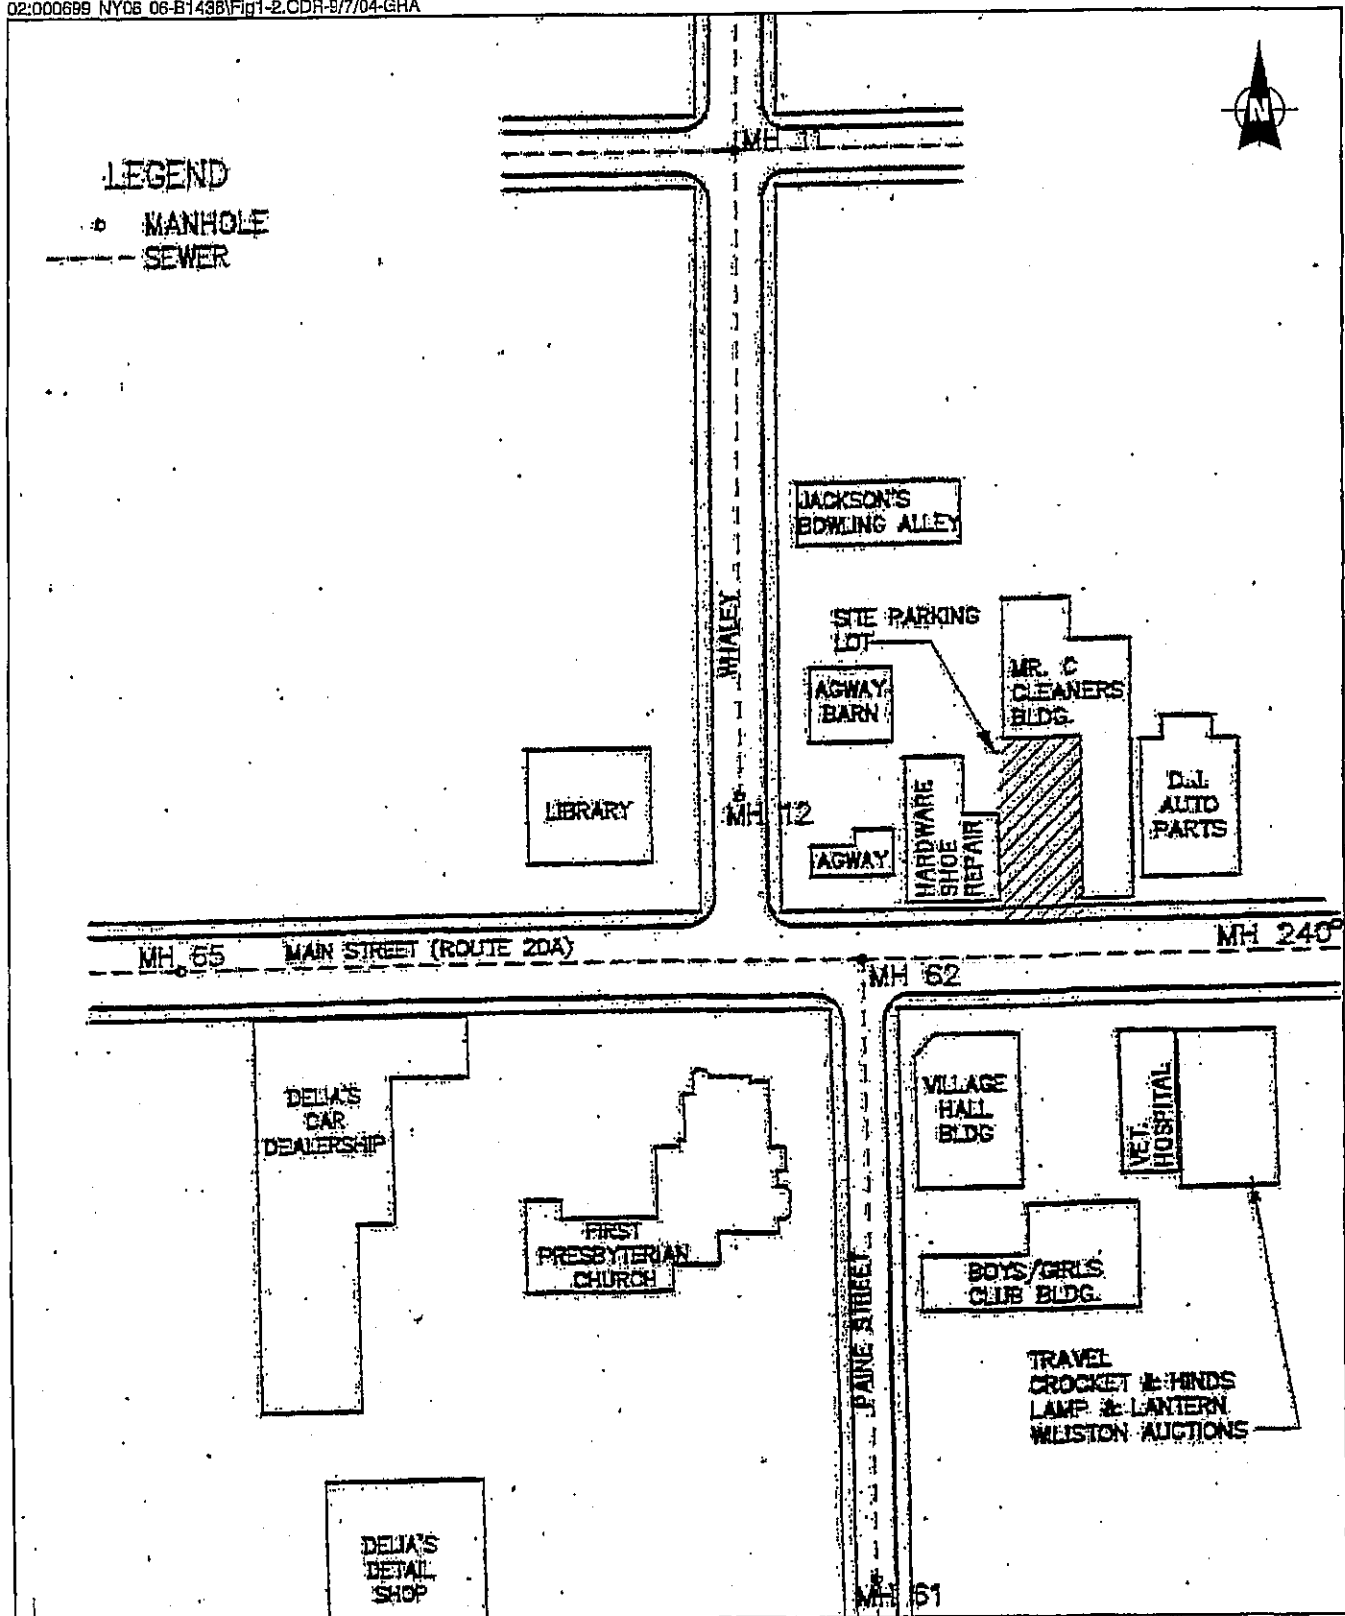 02:000699 NY06 06-B1436\Fig1-2.CDR-9/7/04-GRA
N
MH 11
LEGEND
MANHOLE
SEWER
JACKSON'S
BOWLING ALLEY
WHALEY
SITE PARKING
LOT
MR. C
CLEANERS
BLDG.
AGWAY
BARN
LIBRARY
MH 12
AGWAY
HARDWARE
SHOE
REPAIR
D&L
AUTO
PARTS
MH 65
MAIN STREET (ROUTE 20A)
MH 240
MH 62
DELIA'S
CAR
DEALERSHIP
VILLAGE
HALL
BLDG
VET.
HOSPITAL
FIRST
PRESBYTERIAN
CHURCH
BOYS/GIRLS
CLUB BLDG.
PAINE STREET
TRAVEL
CROCKET & HINDS
LAMP & LANTERN
WILISTON AUCTIONS
DELIA'S
DETAIL
SHOP
MH 61